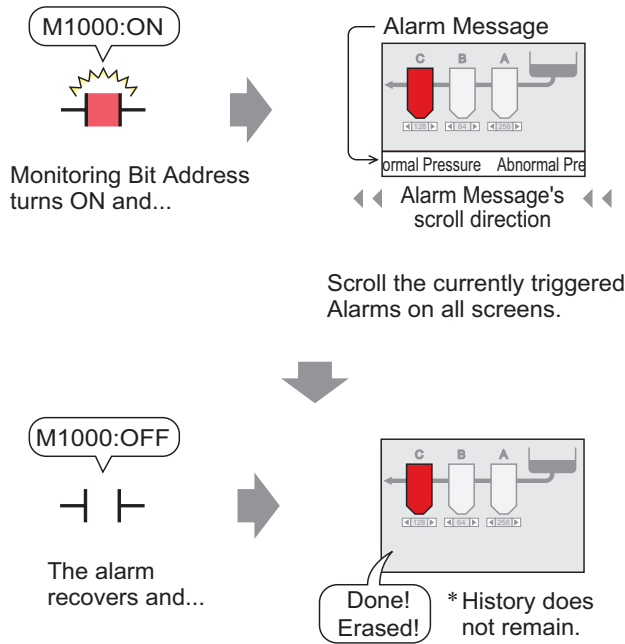 M1000:ON
Monitoring Bit Address
turns ON and...
Alarm Message
C B A
128 64 256
ormal Pressure Abnormal Pre
Alarm Message's
scroll direction
Scroll the currently triggered
Alarms on all screens.
M1000:OFF
The alarm
recovers and...
C B A
128 64 256
Done!
Erased!
* History does
not remain.